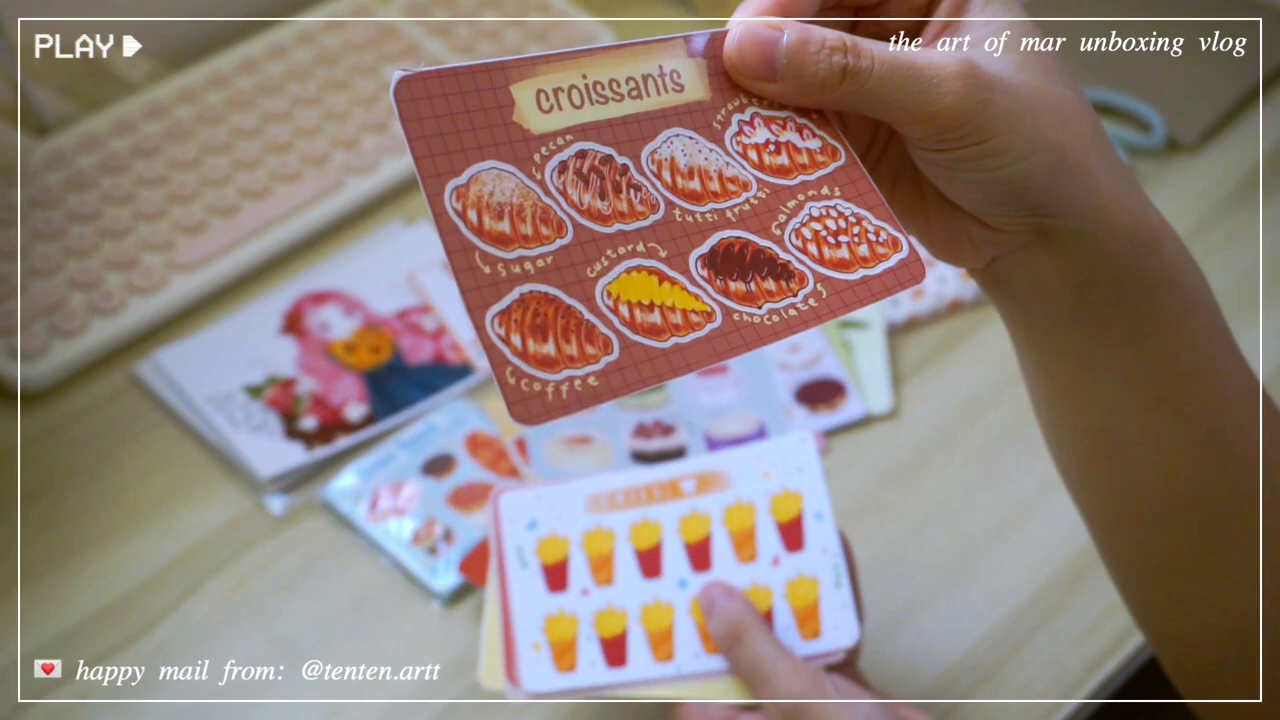 PLAY
the art of mar unboxing vlog
croissants
pecan
sugar
tutti frutti
almonds
custard
chocolate
coffee
happy mail from: @tenten.artt